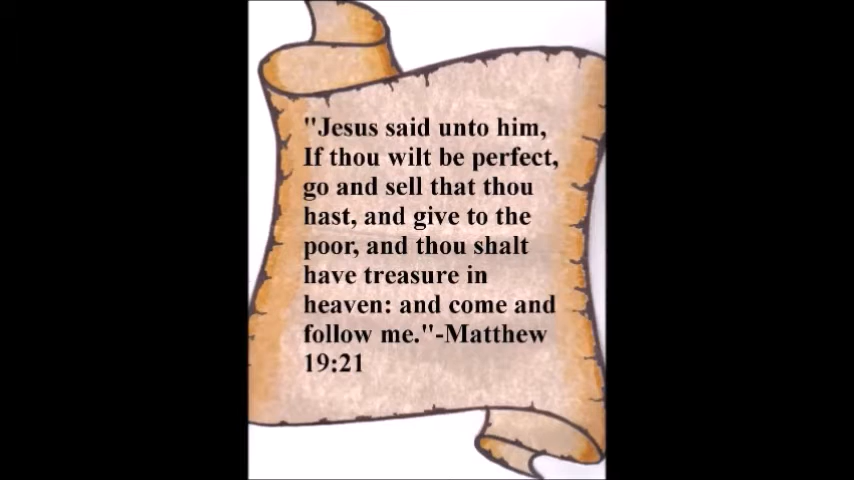 "Jesus said unto him,
If thou wilt be perfect,
go and sell that thou
hast, and give to the
poor, and thou shalt
have treasure in
heaven: and come and
follow me."-Matthew
19:21